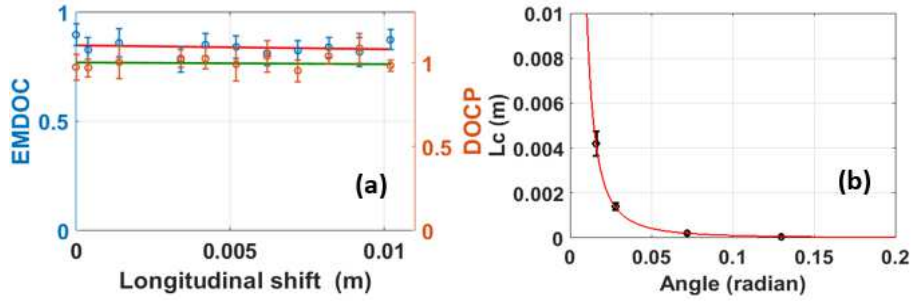 1
0.5
0
EMDOC
1
0.5
0
DOCP
0
0.005
0.01
Longitudinal shift (m)
(a)
0.01
0.008
0.006
0.004
0.002
0
Lc (m)
0
0.05
0.1
0.15
0.2
Angle (radian)
(b)